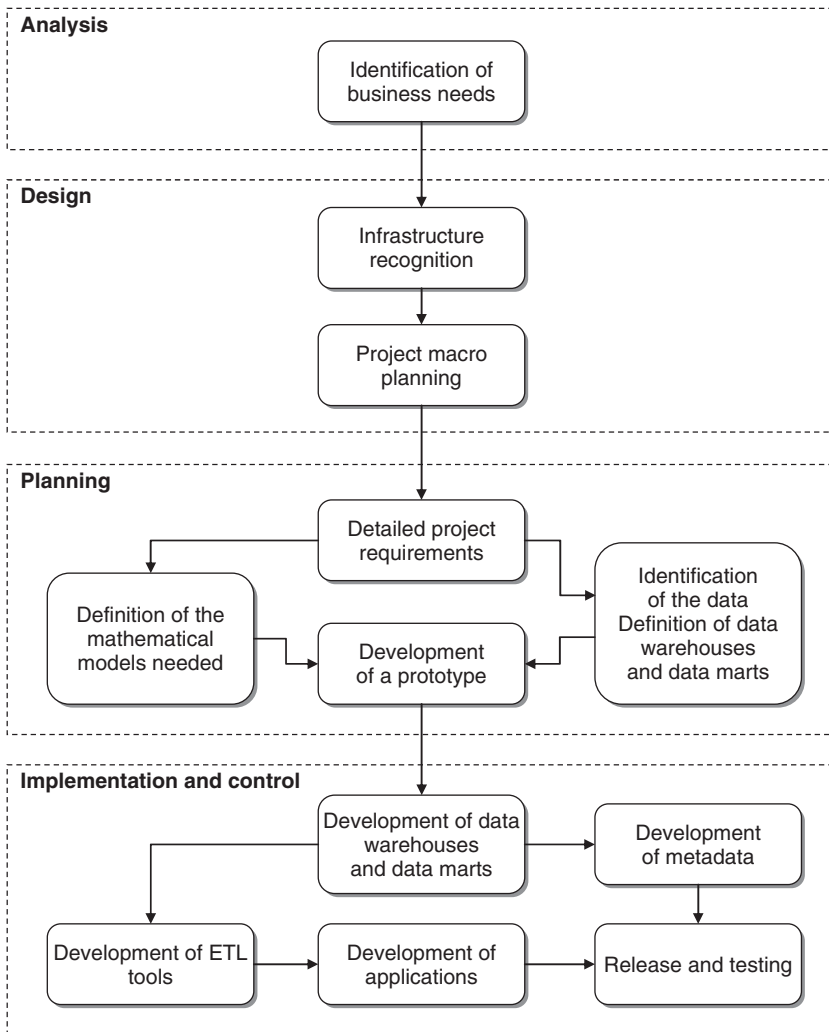 Analysis
Identification of
business needs
Design
Infrastructure
recognition
Project macro
planning
Planning
Detailed project
requirements
Definition of the
mathematical
models needed
Development
of a prototype
Identification
of the data
Definition of data
warehouses
and data marts
Implementation and control
Development of data
warehouses
and data marts
Development
of metadata
Development of ETL
tools
Development of
applications
Release and testing